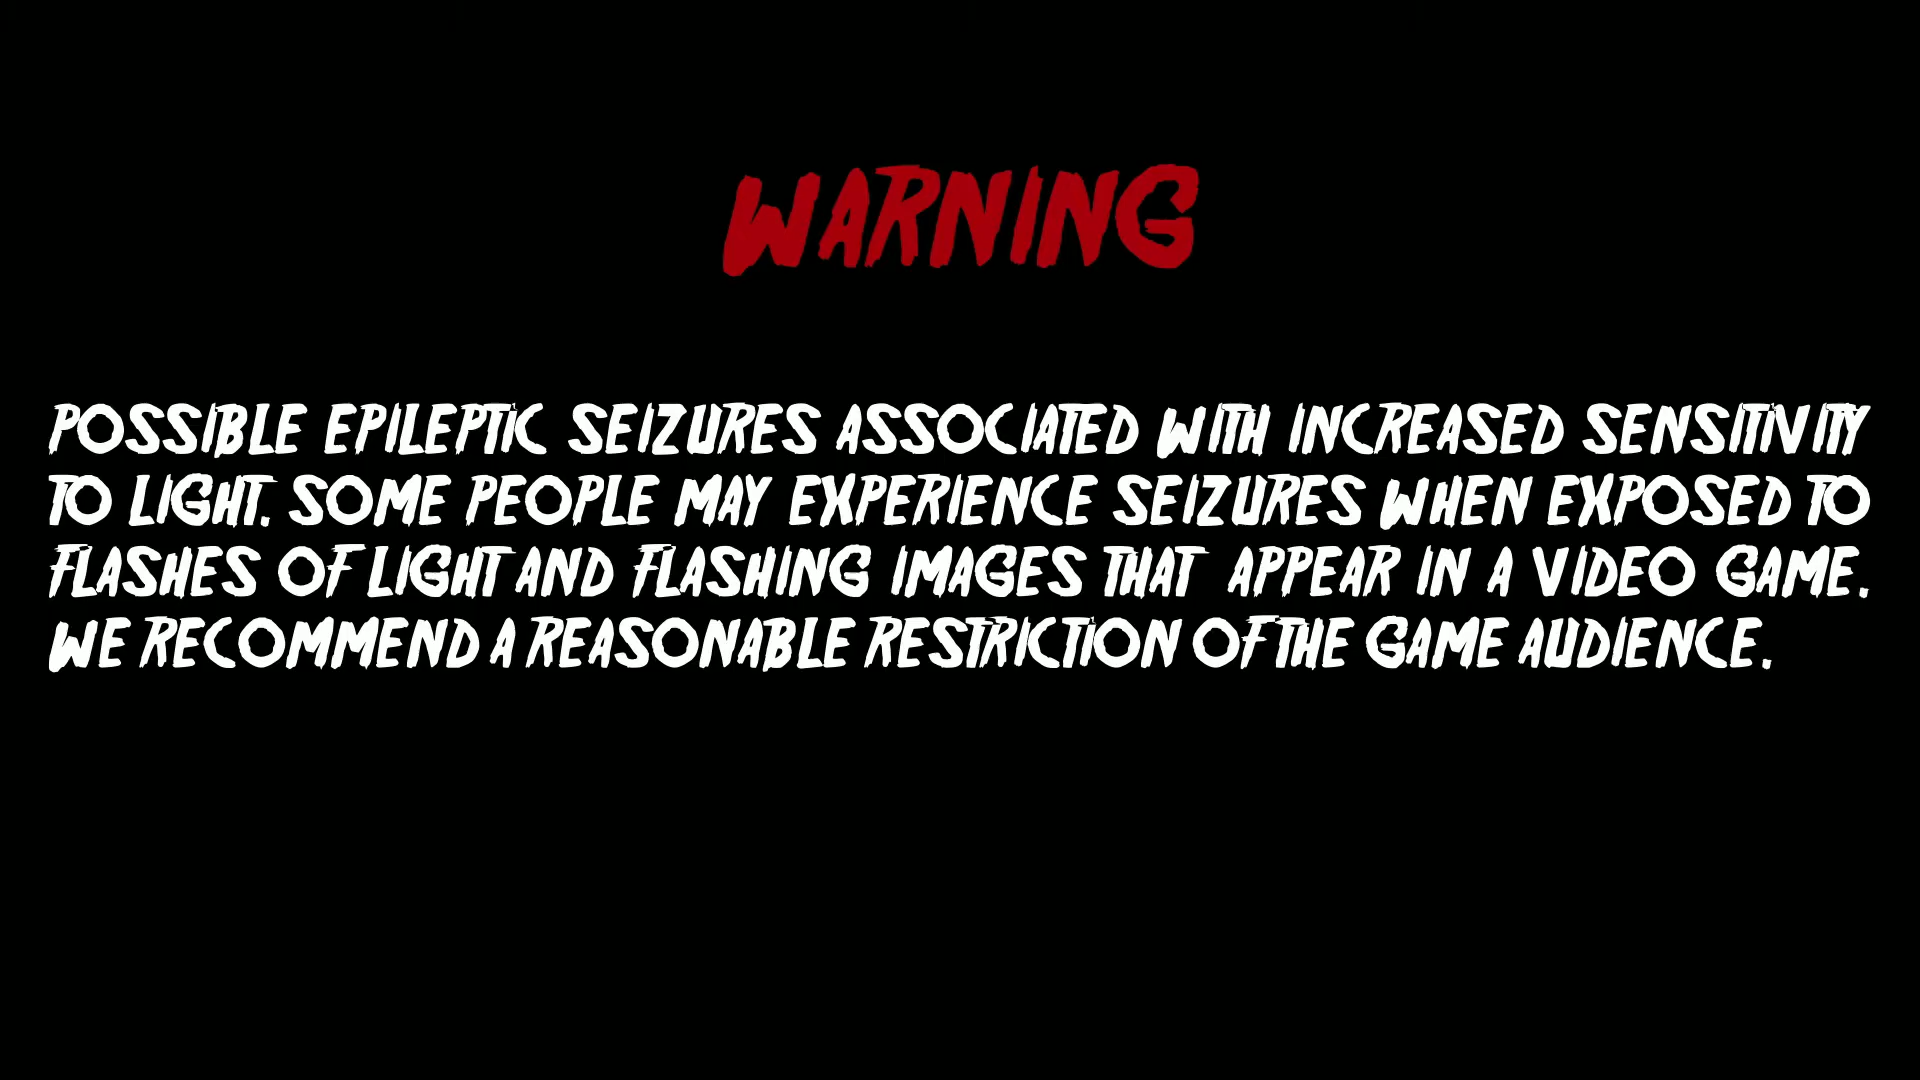 WARNING
POSSIBLE EPILEPTIC SEIZURES ASSOCIATED WITH INCREASED SENSITIVITY
TO LIGHT. SOME PEOPLE MAY EXPERIENCE SEIZURES WHEN EXPOSED TO
FLASHES OF LIGHT AND FLASHING IMAGES THAT APPEAR IN A VIDEO GAME.
WE RECOMMEND A REASONABLE RESTRICTION OF THE GAME AUDIENCE.